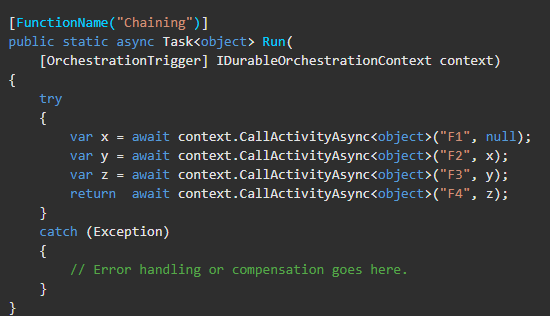 [FunctionName("Chaining")]
public static async Task<object> Run(
    [OrchestrationTrigger] IDurableOrchestrationContext context)
{
    try
    {
        var x = await context.CallActivityAsync<object>("F1", null);
        var y = await context.CallActivityAsync<object>("F2", x);
        var z = await context.CallActivityAsync<object>("F3", y);
        return  await context.CallActivityAsync<object>("F4", z);
    }
    catch (Exception)
    {
        // Error handling or compensation goes here.
    }
}